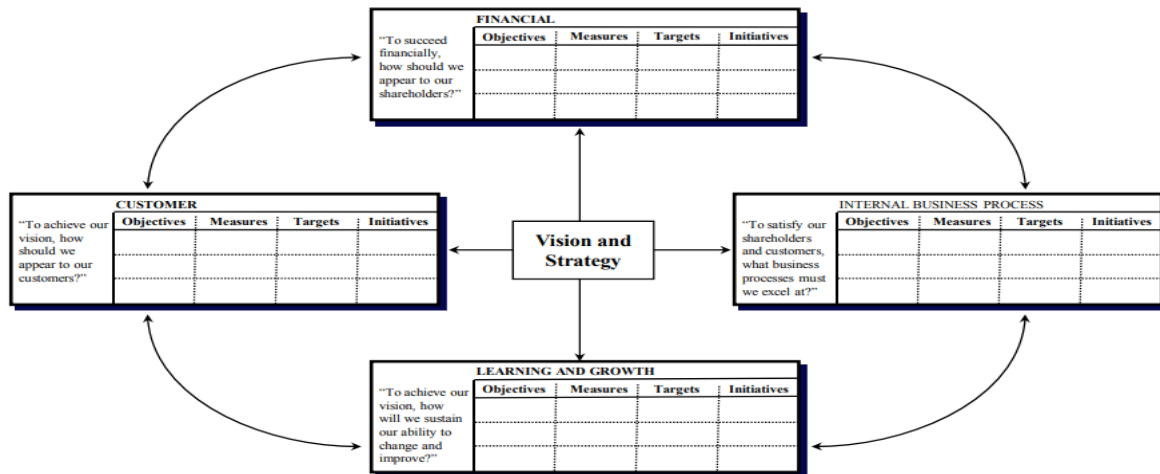 FINANCIAL
“To succeed
financially,
how should we
appear to our
shareholders?”
Objectives Measures Targets Initiatives
CUSTOMER
“To achieve our
vision, how
should we
appear to our
customers?”
Objectives Measures Targets Initiatives
Vision and
Strategy
INTERNAL BUSINESS PROCESS
“To satisfy our
shareholders
and customers,
what business
processes must
we excel at?”
Objectives Measures Targets Initiatives
LEARNING AND GROWTH
“To achieve our
vision, how
will we sustain
our ability to
change and
improve?”
Objectives Measures Targets Initiatives